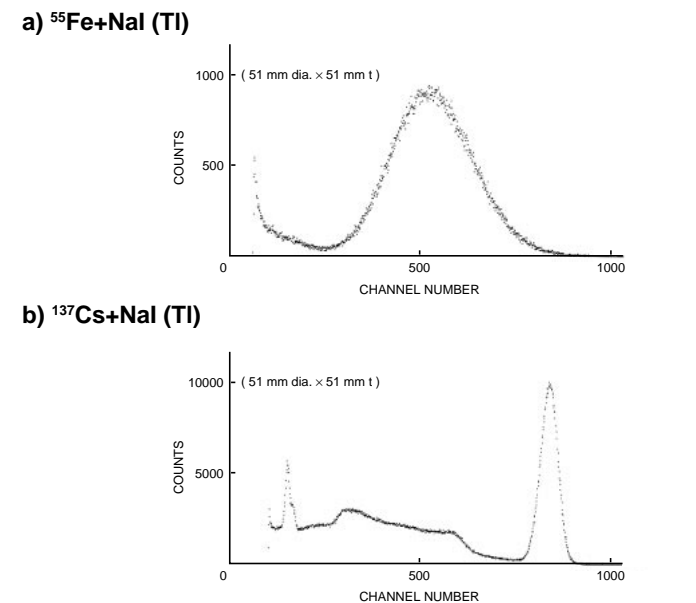 a) ⁵⁵Fe+NaI (Tl)
1000
( 51 mm dia. × 51 mm t )
COUNTS
500
0
500
1000
CHANNEL NUMBER
b) ¹³⁷Cs+NaI (Tl)
10000
( 51 mm dia. × 51 mm t )
COUNTS
5000
0
500
1000
CHANNEL NUMBER